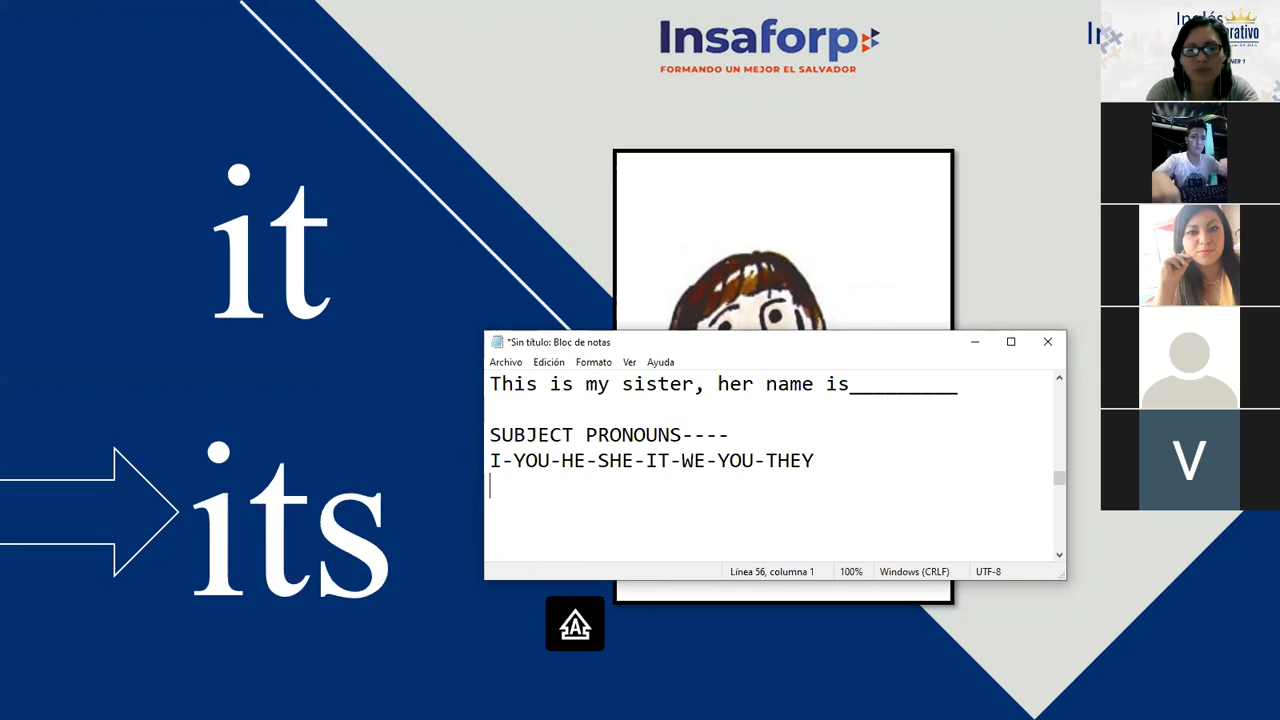 Insaforp
FORMANDO UN MEJOR EL SALVADOR
Inglés
it
*Sin título: Bloc de notas
Archivo Edición Formato Ver Ayuda
This is my sister, her name is_________
SUBJECT PRONOUNS----
I-YOU-HE-SHE-IT-WE-YOU-THEY
its
Línea 56, columna 1 100% Windows (CRLF) UTF-8
A
V